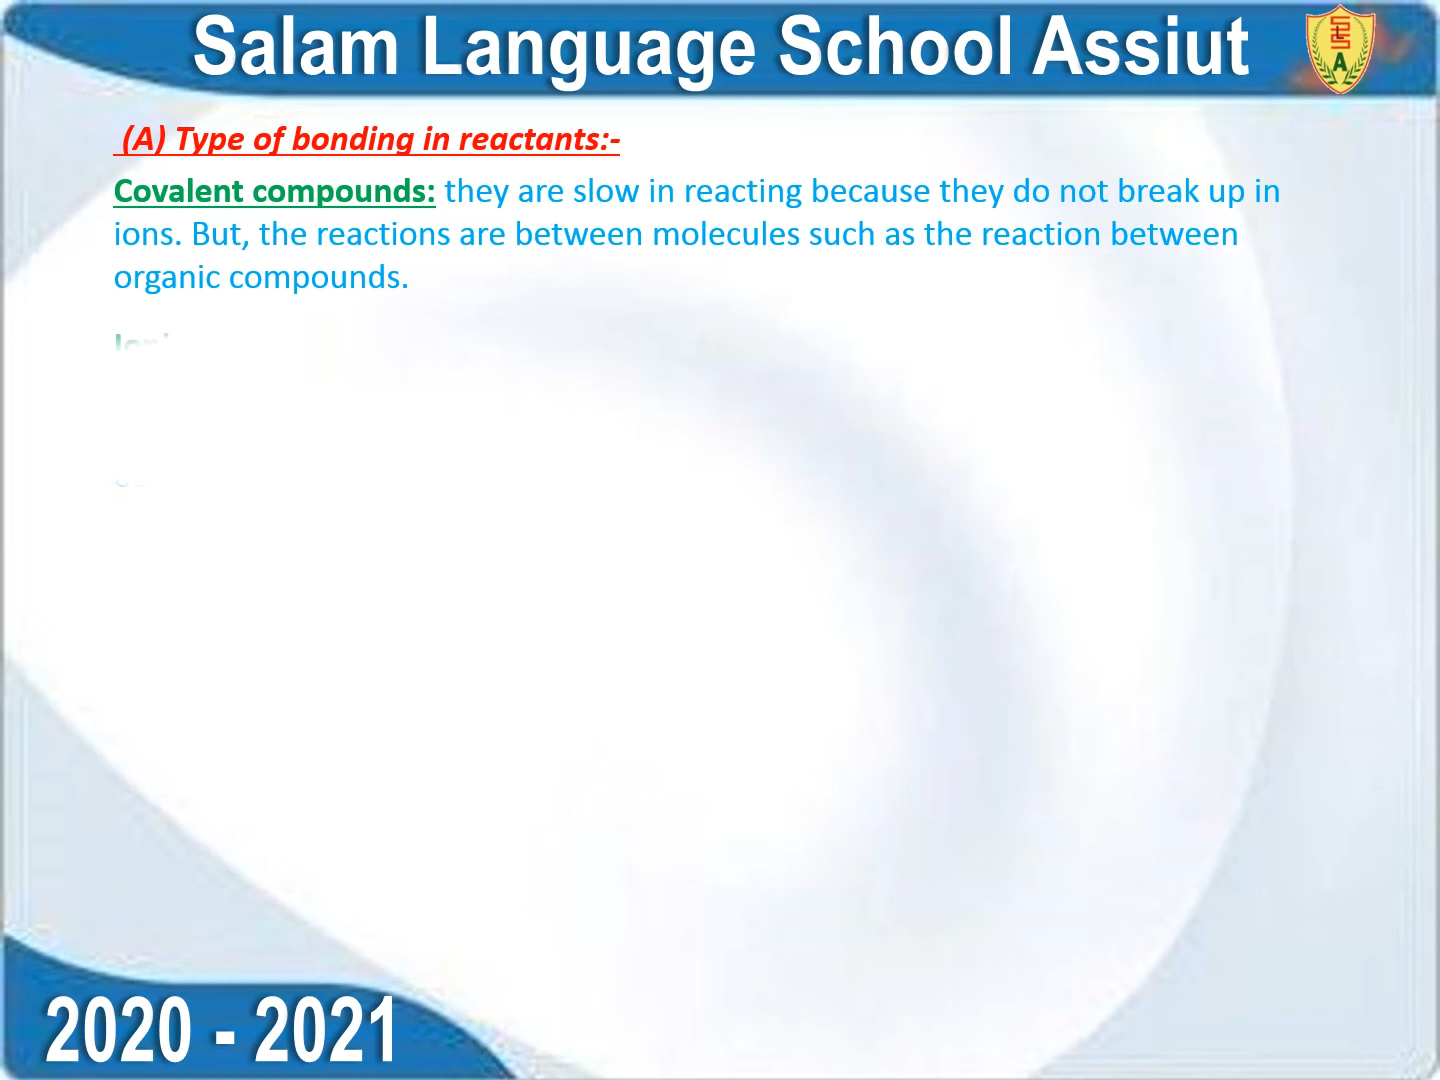 Salam Language School Assiut
(A) Type of bonding in reactants:-
Covalent compounds: they are slow in reacting because they do not break up in
ions. But, the reactions are between molecules such as the reaction between
organic compounds.
2020 - 2021